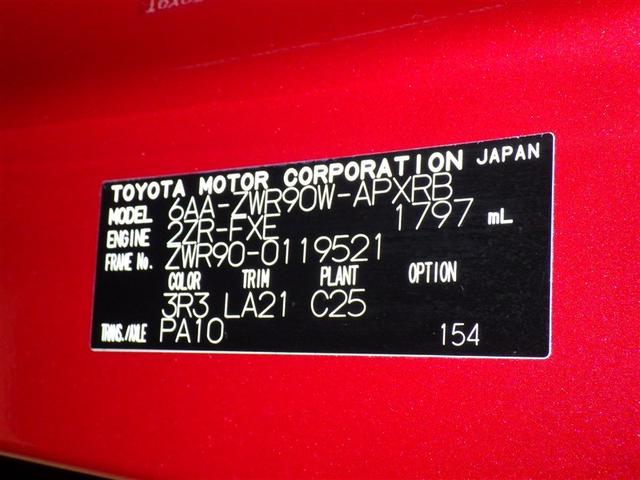 TOYOTA MOTOR CORPORATION JAPAN
MODEL 6AA-ZWR90W-APXRB
ENGINE 2ZR-FXE 1797 mL
FRAME No. ZWR90-0119521
COLOR TRIM PLANT OPTION
3R3 LA21 C25
TRANS./AXLE PA10 154